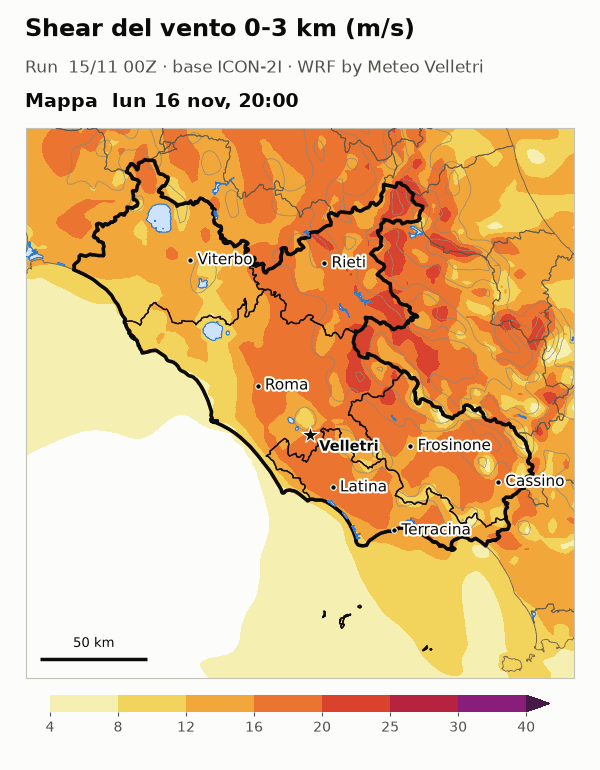 Shear del vento 0-3 km (m/s)
Run  15/11 00Z · base ICON-2I · WRF by Meteo Velletri
Mappa  lun 16 nov, 20:00
Viterbo
Rieti
Roma
Velletri
Frosinone
Cassino
Latina
Terracina
50 km
4 8 12 16 20 25 30 40